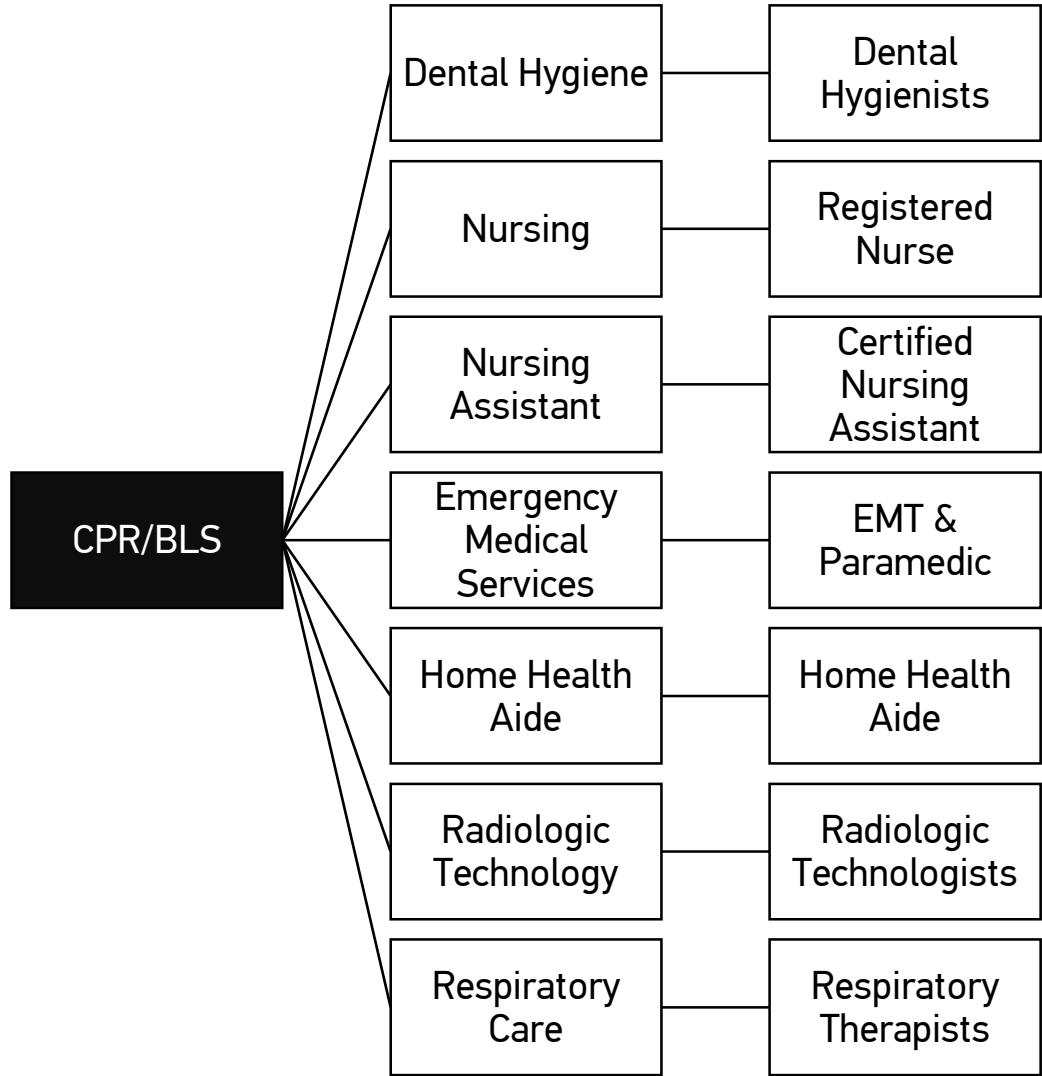 CPR/BLS
Dental Hygiene
Dental
Hygienists
Nursing
Registered
Nurse
Nursing
Assistant
Certified
Nursing
Assistant
Emergency
Medical
Services
EMT &
Paramedic
Home Health
Aide
Home Health
Aide
Radiologic
Technology
Radiologic
Technologists
Respiratory
Care
Respiratory
Therapists